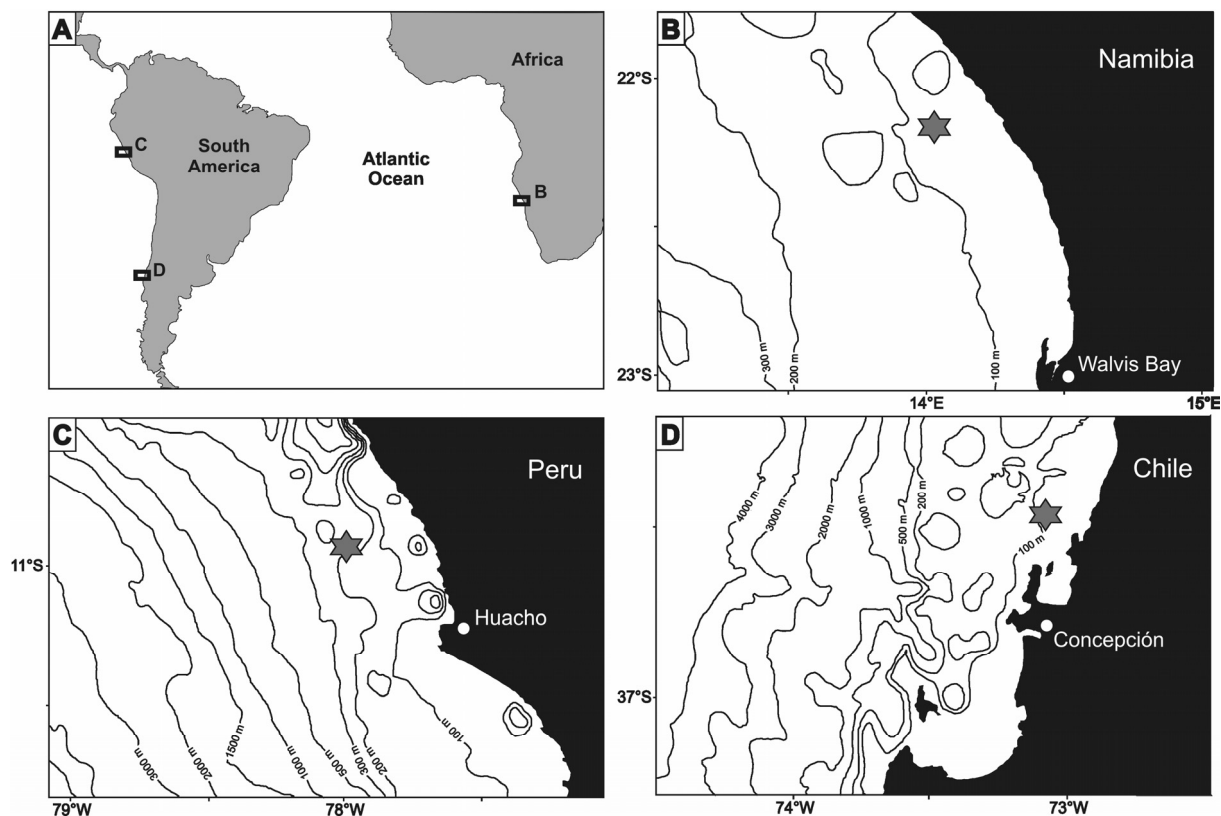 A
Africa
C
South
America
Atlantic
Ocean
B
D
B
22°S
Namibia
300 m
200 m
100 m
Walvis Bay
23°S
14°E
15°E
C
Peru
11°S
Huacho
3000 m
2000 m
1500 m
1000 m
500 m
300 m
200 m
100 m
79°W
78°W
D
Chile
4000 m
3000 m
2000 m
1000 m
500 m
200 m
100 m
Concepción
37°S
74°W
73°W